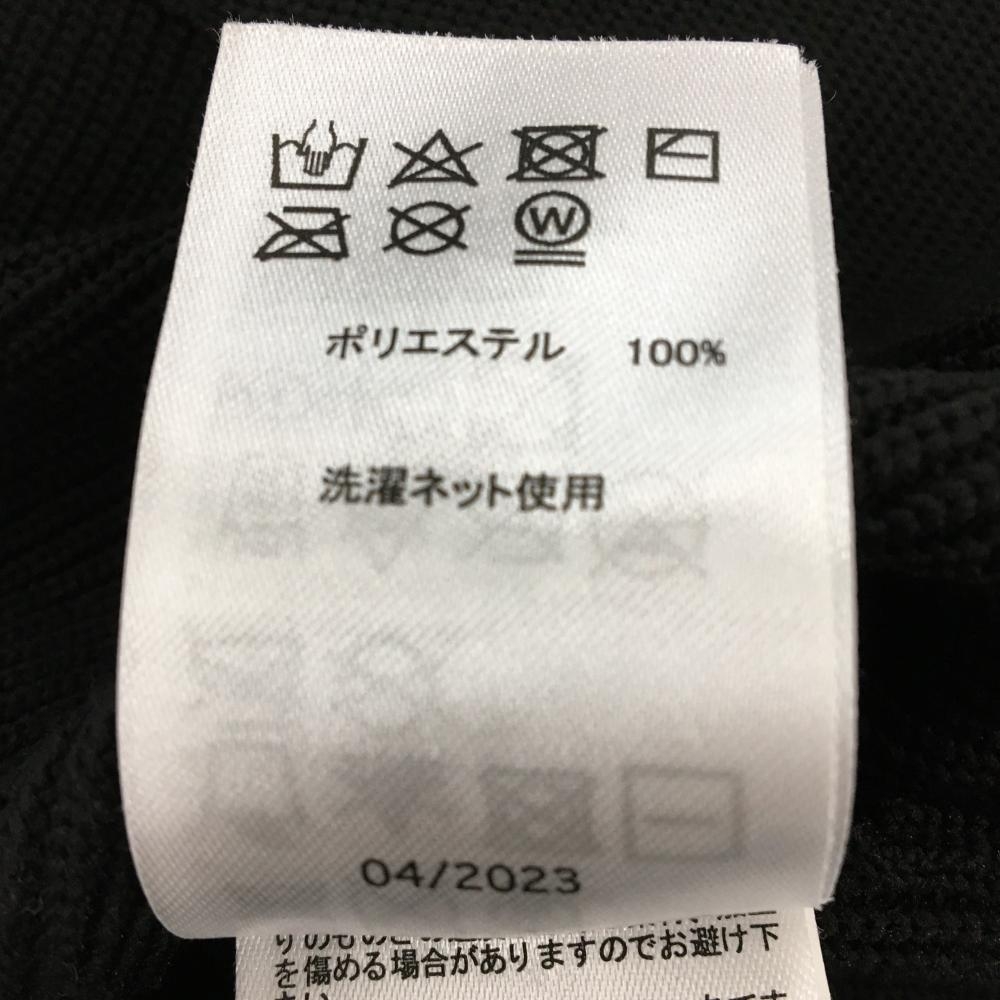 W
ポリエステル 100%
洗濯ネット使用
04/2023
を傷める場合がありますのでお避け下